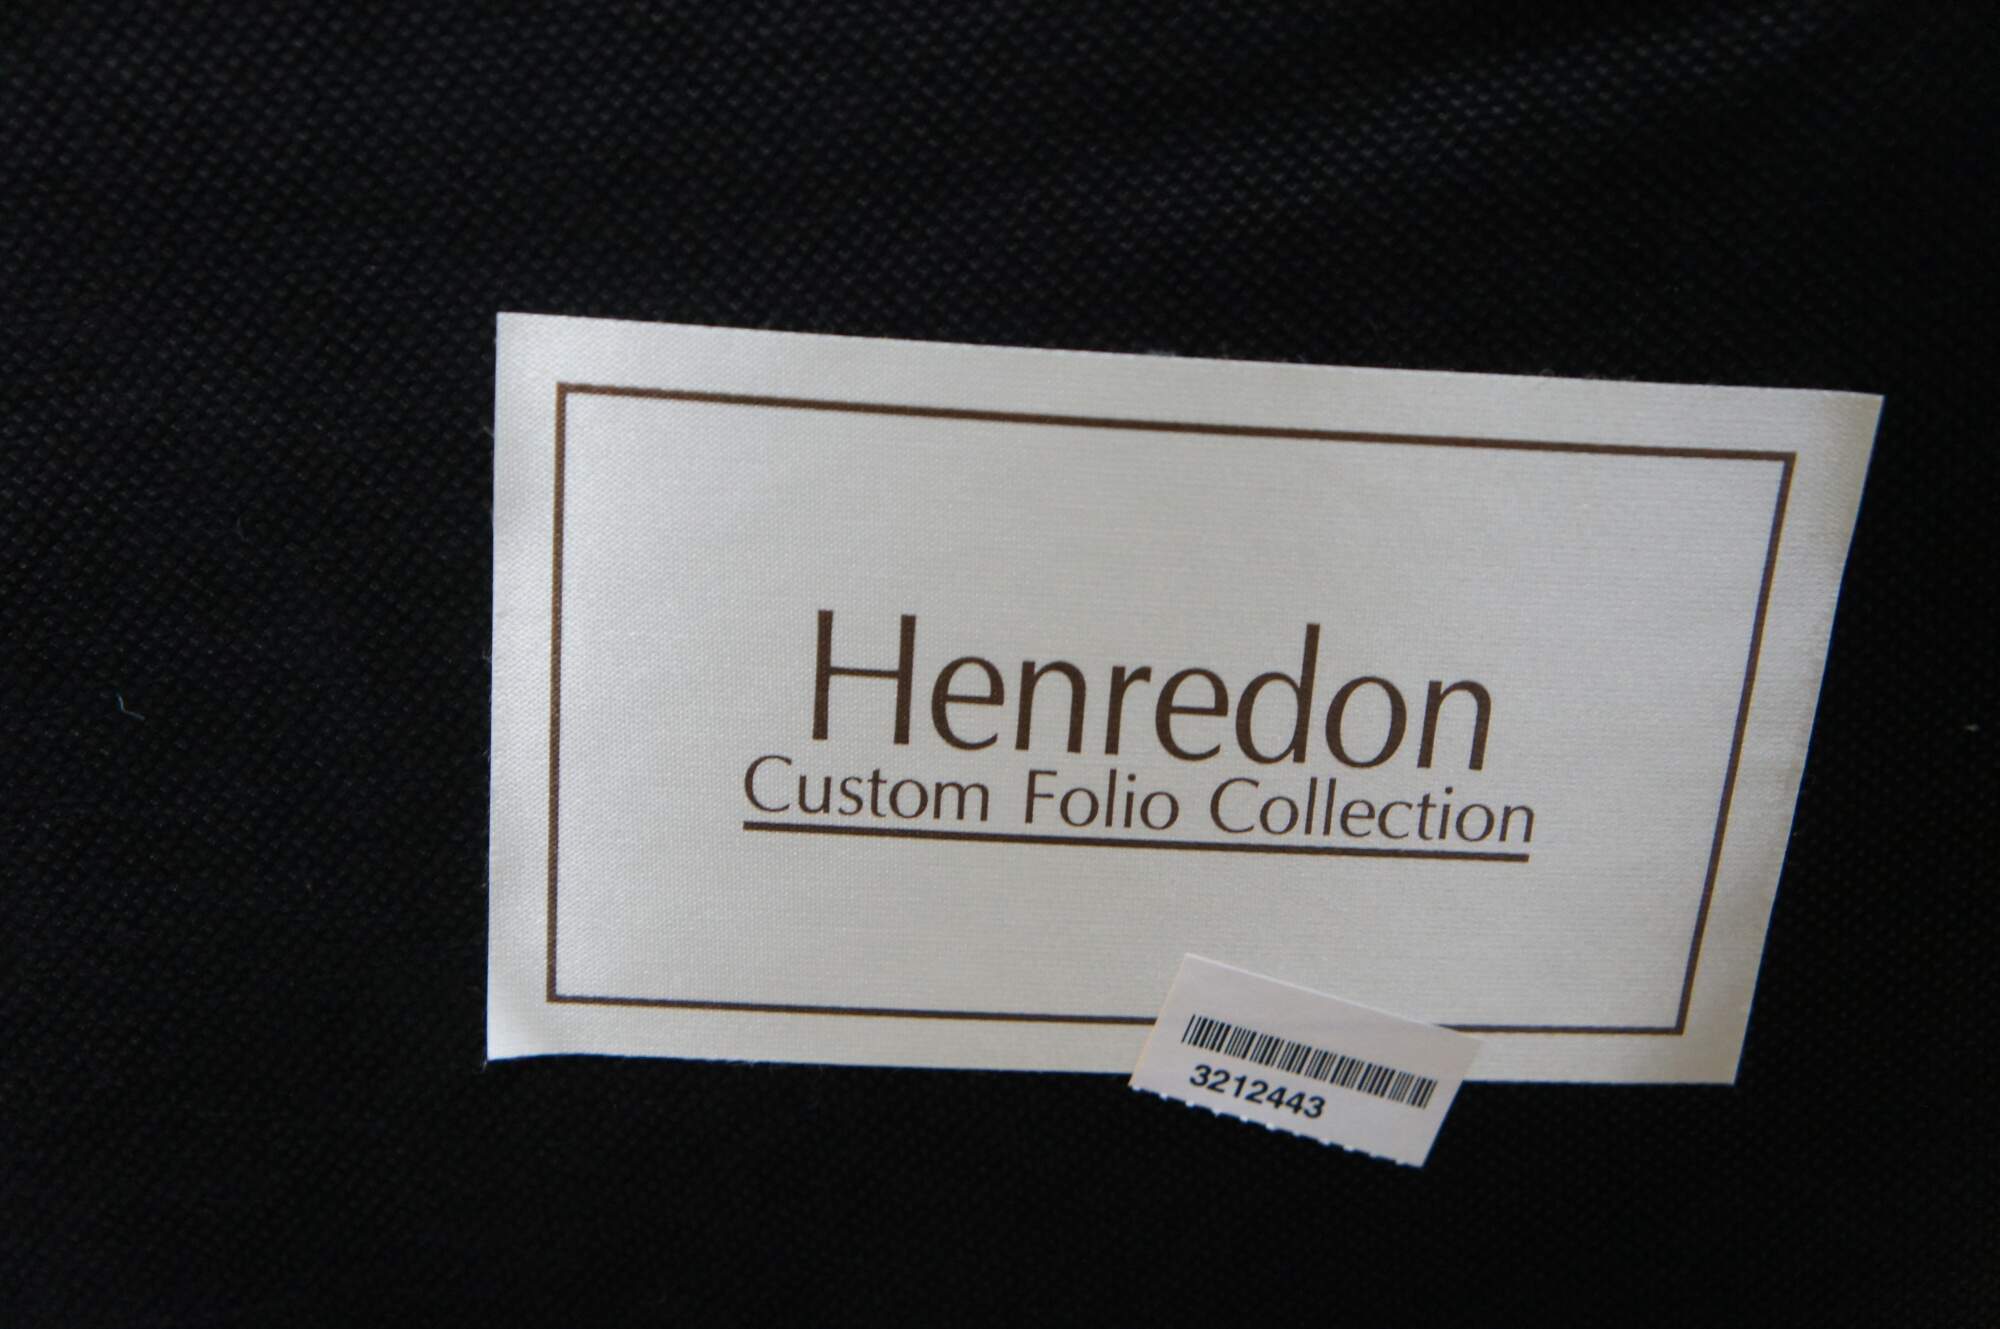 Henredon
Custom Folio Collection
3212443